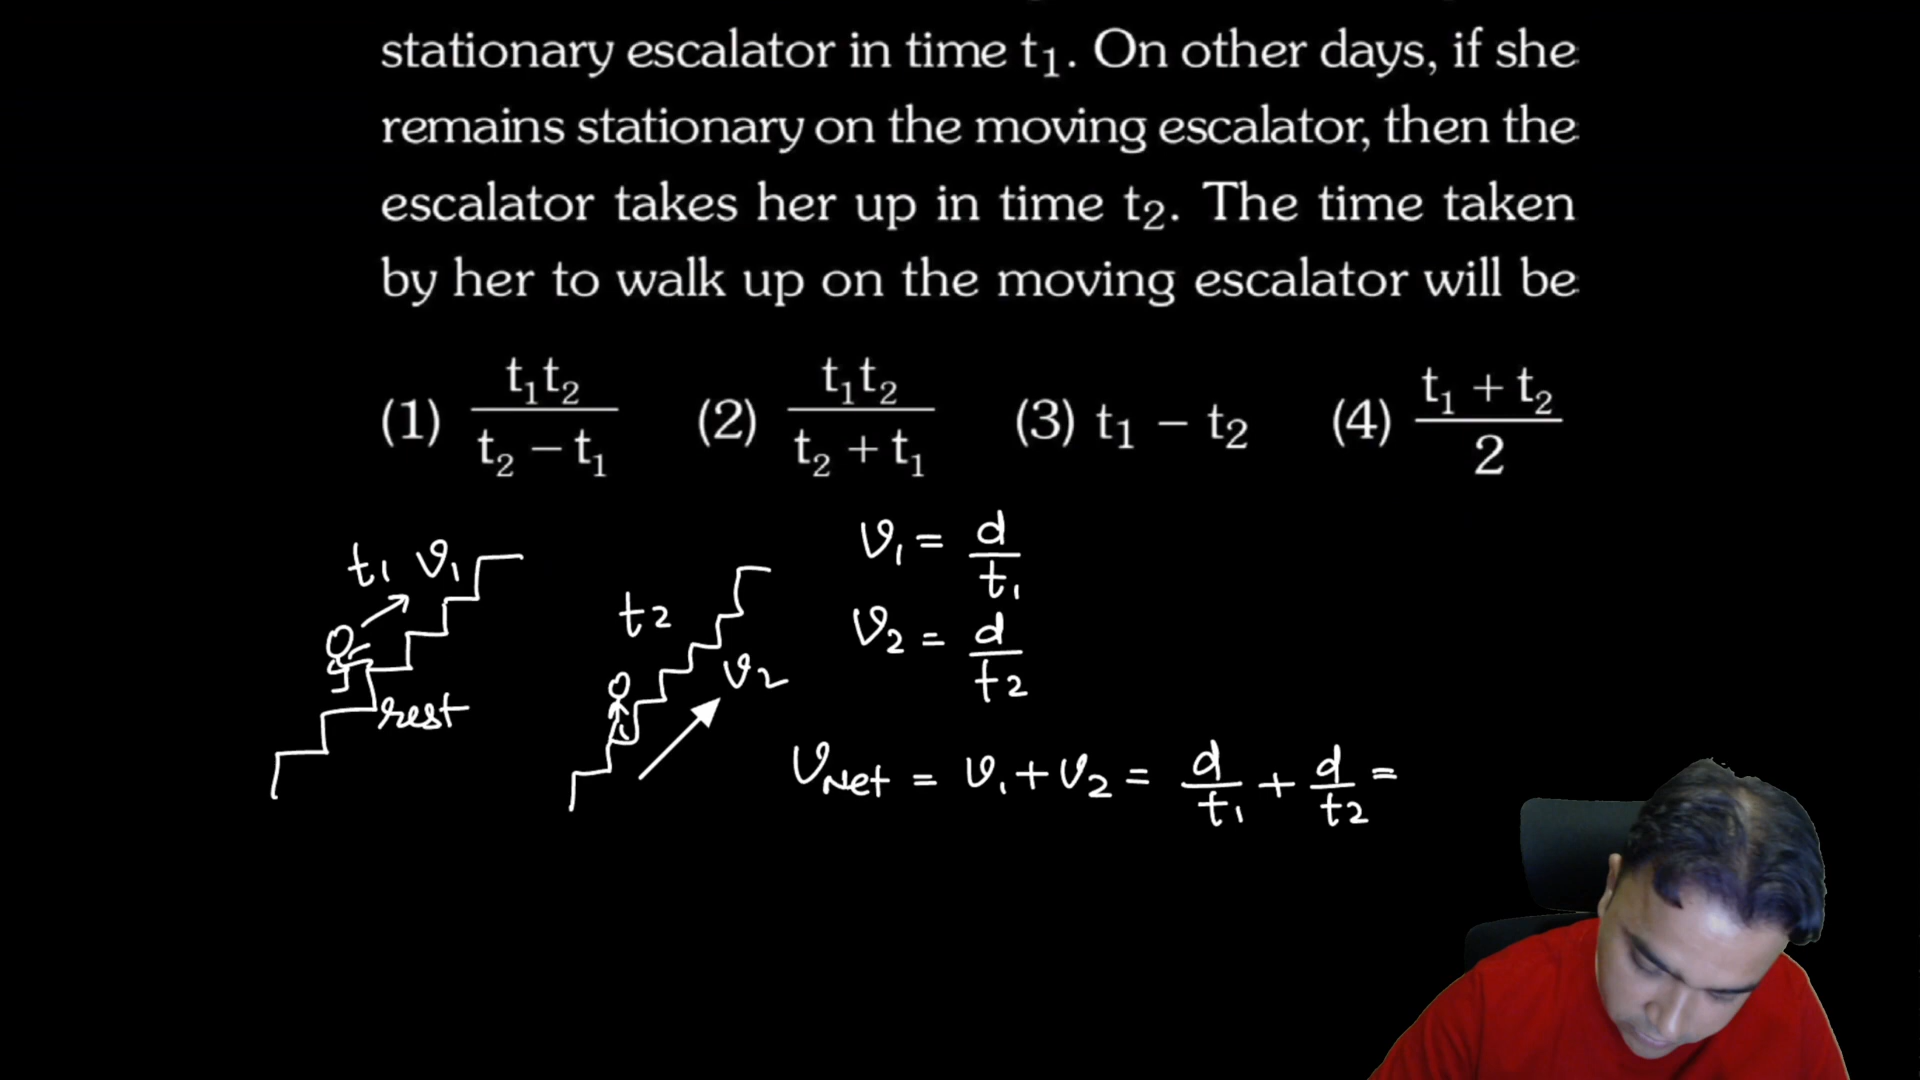 stationary escalator in time t₁. On other days, if she
remains stationary on the moving escalator, then the
escalator takes her up in time t₂. The time taken
by her to walk up on the moving escalator will be
(1) t₁t₂ / (t₂ − t₁) (2) t₁t₂ / (t₂ + t₁) (3) t₁ − t₂ (4) (t₁ + t₂) / 2
t₁ v₁
rest
t₂
v₂
v₁ = d / t₁
v₂ = d / t₂
v_Net = v₁ + v₂ = d / t₁ + d / t₂ =